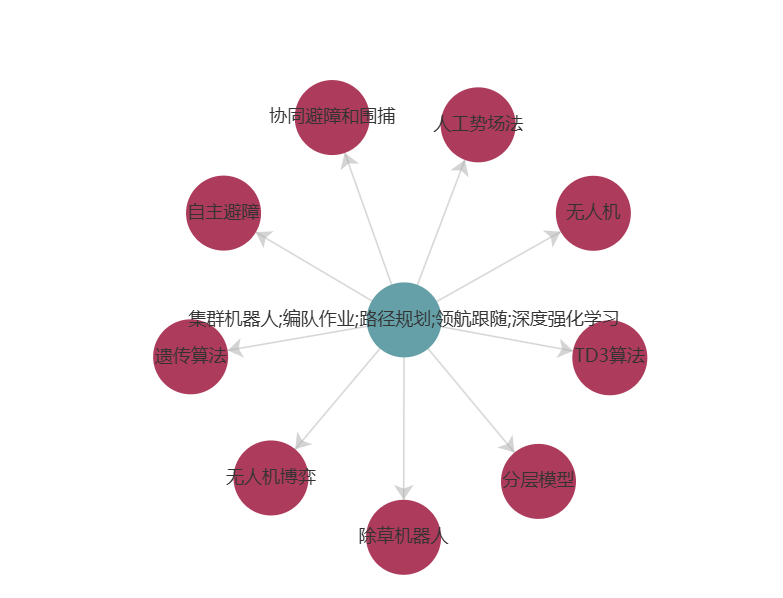 协同避障和围捕
人工势场法
自主避障
无人机
集群机器人;编队作业;路径规划;领航跟随;深度强化学习
遗传算法
TD3算法
无人机博弈
分层模型
除草机器人